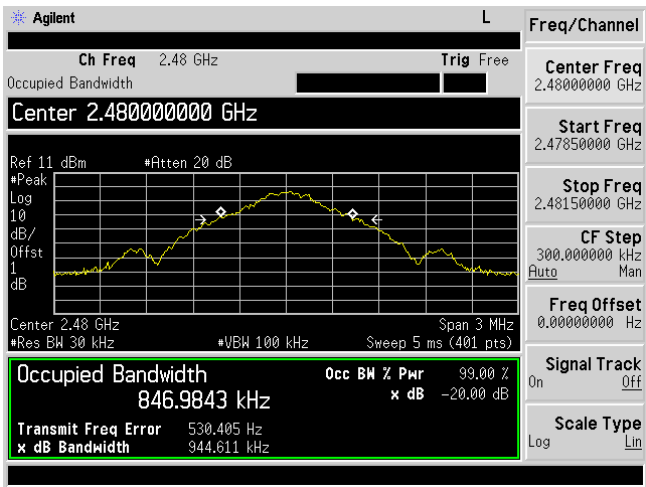 Agilent
L
Freq/Channel
Ch Freq 2.48 GHz
Trig Free
Occupied Bandwidth
Center 2.480000000 GHz
Ref 11 dBm
#Atten 20 dB
#Peak
Log
10
dB/
Offst
1
dB
Center 2.48 GHz
Span 3 MHz
#Res BW 30 kHz
#VBW 100 kHz
Sweep 5 ms (401 pts)
Occupied Bandwidth
846.9843 kHz
Occ BW % Pwr 99.00 %
x dB -20.00 dB
Transmit Freq Error 530.405 Hz
x dB Bandwidth 944.611 kHz
Center Freq
2.48000000 GHz
Start Freq
2.47850000 GHz
Stop Freq
2.48150000 GHz
CF Step
300.000000 kHz
Auto Man
Freq Offset
0.00000000 Hz
Signal Track
On Off
Scale Type
Log Lin